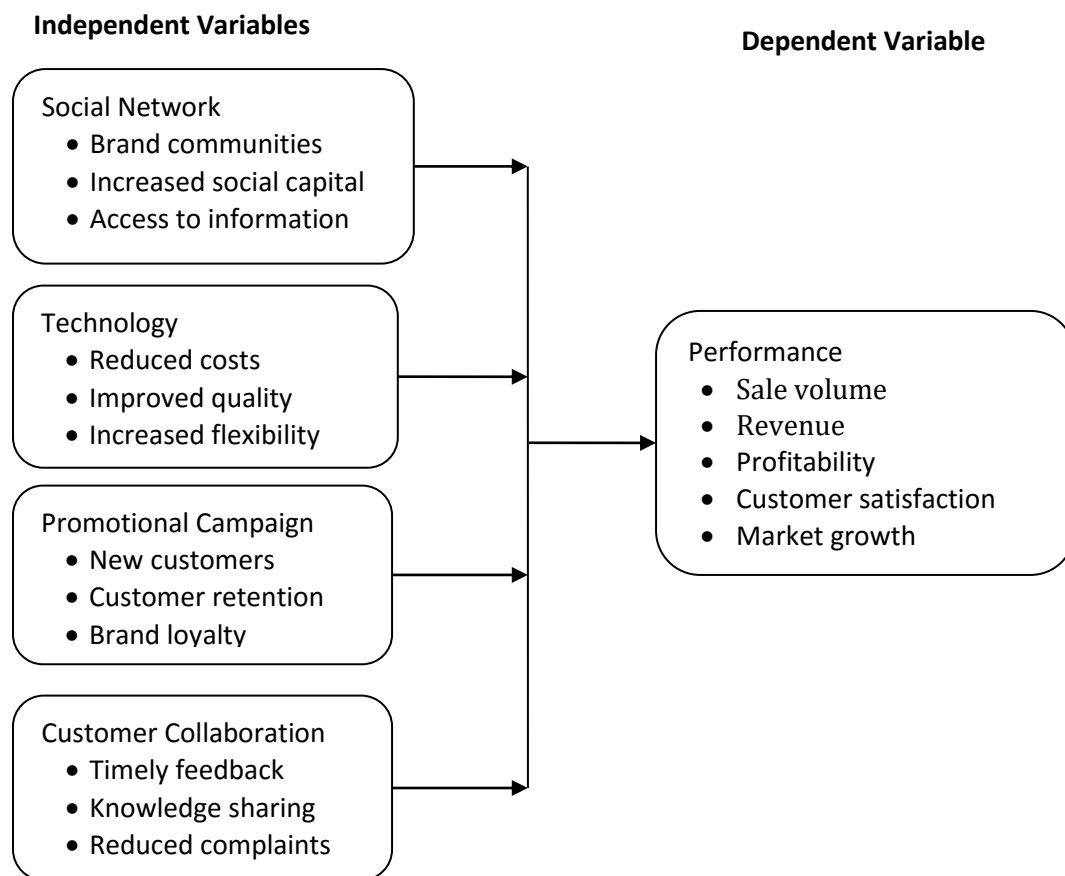 Independent Variables
Dependent Variable
Social Network
• Brand communities
• Increased social capital
• Access to information
Technology
• Reduced costs
• Improved quality
• Increased flexibility
Promotional Campaign
• New customers
• Customer retention
• Brand loyalty
Customer Collaboration
• Timely feedback
• Knowledge sharing
• Reduced complaints
Performance
• Sale volume
• Revenue
• Profitability
• Customer satisfaction
• Market growth